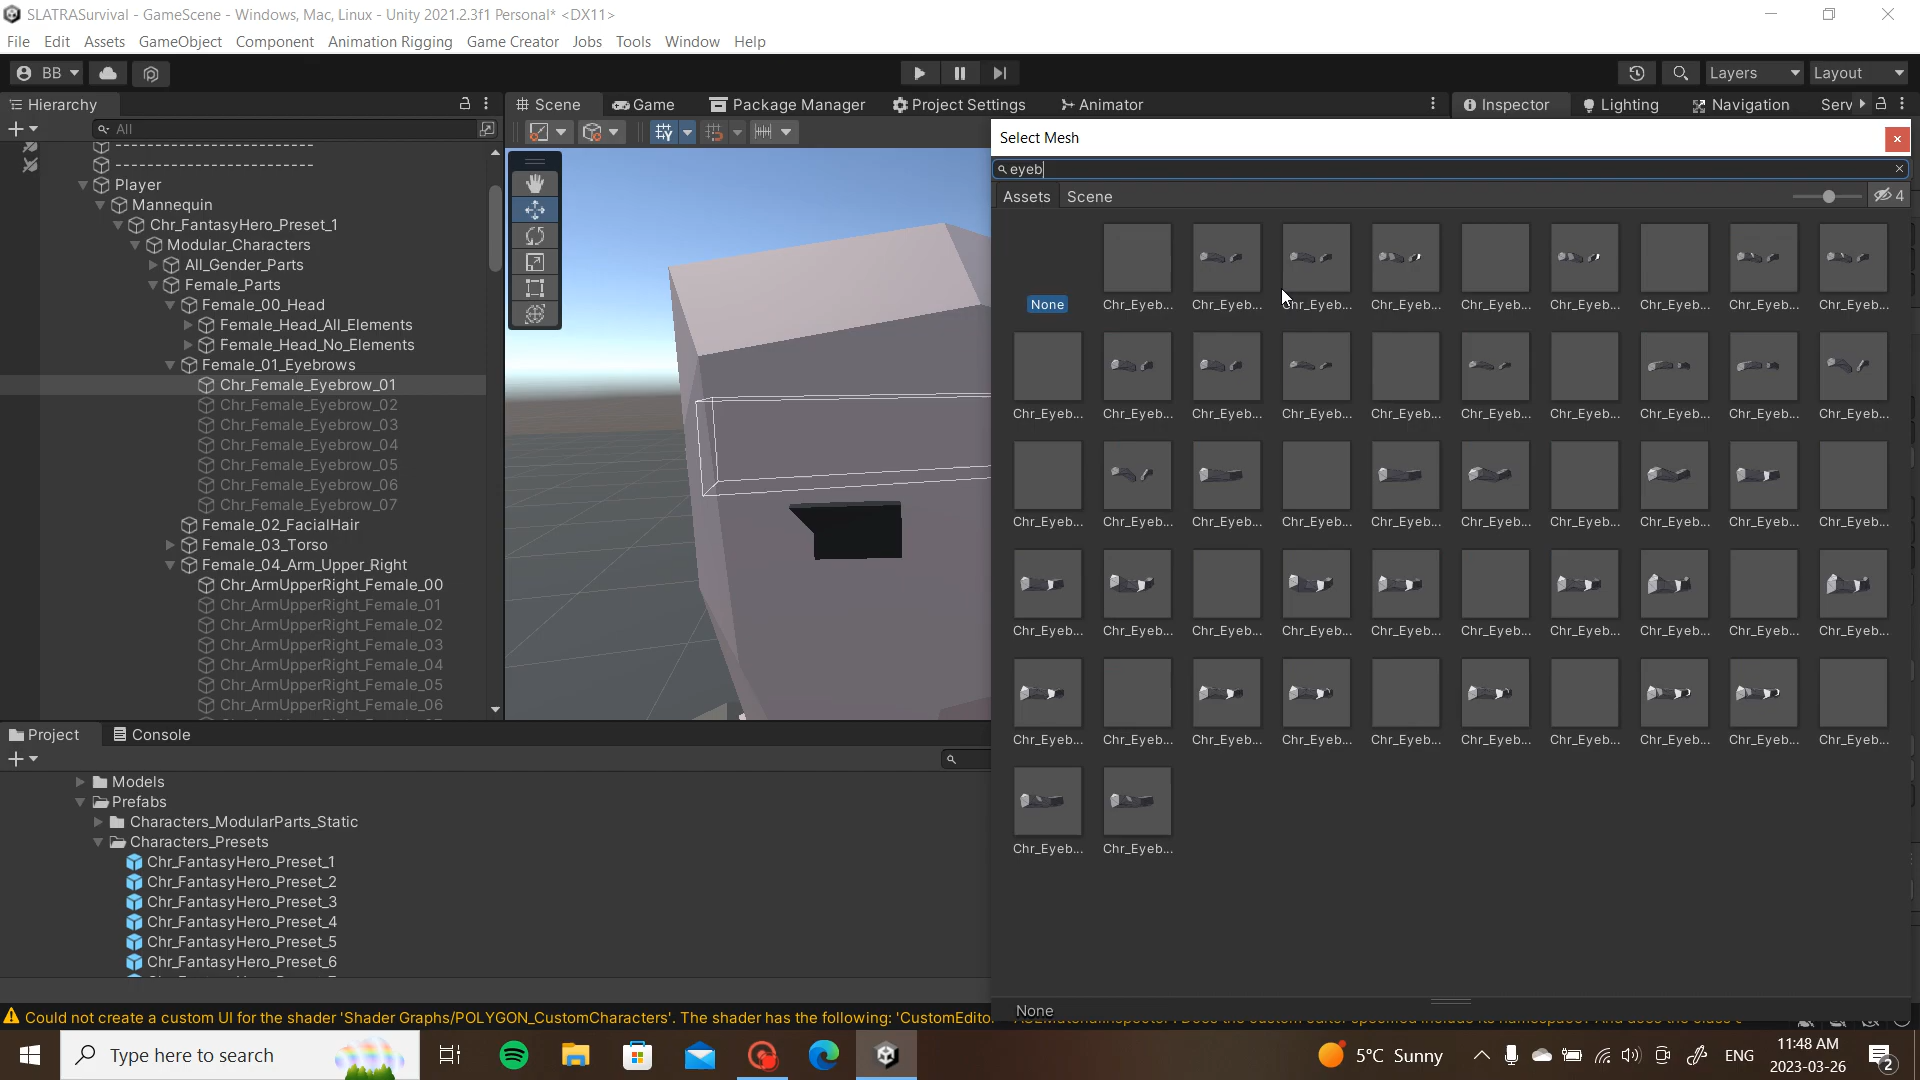 SLATRASurvival - GameScene - Windows, Mac, Linux - Unity 2021.2.3f1 Personal* <DX11>
File Edit Assets GameObject Component Animation Rigging Game Creator Jobs Tools Window Help
BB Layers Layout
Hierarchy Scene Game Package Manager Project Settings Animator Inspector Lighting Navigation Serv
All
Select Mesh
eyeb
Assets Scene 4
------------------------
------------------------
Player
Mannequin
Chr_FantasyHero_Preset_1
Modular_Characters
All_Gender_Parts
Female_Parts
Female_00_Head
Female_Head_All_Elements
Female_Head_No_Elements
Female_01_Eyebrows
Chr_Female_Eyebrow_01
Chr_Female_Eyebrow_02
Chr_Female_Eyebrow_03
Chr_Female_Eyebrow_04
Chr_Female_Eyebrow_05
Chr_Female_Eyebrow_06
Chr_Female_Eyebrow_07
Female_02_FacialHair
Female_03_Torso
Female_04_Arm_Upper_Right
Chr_ArmUpperRight_Female_00
Chr_ArmUpperRight_Female_01
Chr_ArmUpperRight_Female_02
Chr_ArmUpperRight_Female_03
Chr_ArmUpperRight_Female_04
Chr_ArmUpperRight_Female_05
Chr_ArmUpperRight_Female_06
None Chr_Eyeb... Chr_Eyeb... Chr_Eyeb... Chr_Eyeb... Chr_Eyeb... Chr_Eyeb... Chr_Eyeb... Chr_Eyeb... Chr_Eyeb...
Chr_Eyeb... Chr_Eyeb... Chr_Eyeb... Chr_Eyeb... Chr_Eyeb... Chr_Eyeb... Chr_Eyeb... Chr_Eyeb... Chr_Eyeb... Chr_Eyeb...
Chr_Eyeb... Chr_Eyeb... Chr_Eyeb... Chr_Eyeb... Chr_Eyeb... Chr_Eyeb... Chr_Eyeb... Chr_Eyeb... Chr_Eyeb... Chr_Eyeb...
Chr_Eyeb... Chr_Eyeb... Chr_Eyeb... Chr_Eyeb... Chr_Eyeb... Chr_Eyeb... Chr_Eyeb... Chr_Eyeb... Chr_Eyeb... Chr_Eyeb...
Chr_Eyeb... Chr_Eyeb... Chr_Eyeb... Chr_Eyeb... Chr_Eyeb... Chr_Eyeb... Chr_Eyeb... Chr_Eyeb... Chr_Eyeb... Chr_Eyeb...
Chr_Eyeb... Chr_Eyeb...
None
Project Console
Models
Prefabs
Characters_ModularParts_Static
Characters_Presets
Chr_FantasyHero_Preset_1
Chr_FantasyHero_Preset_2
Chr_FantasyHero_Preset_3
Chr_FantasyHero_Preset_4
Chr_FantasyHero_Preset_5
Chr_FantasyHero_Preset_6
Could not create a custom UI for the shader 'Shader Graphs/POLYGON_CustomCharacters'. The shader has the following: 'CustomEdito
Type here to search
5°C Sunny ENG
11:48 AM
2023-03-26
2